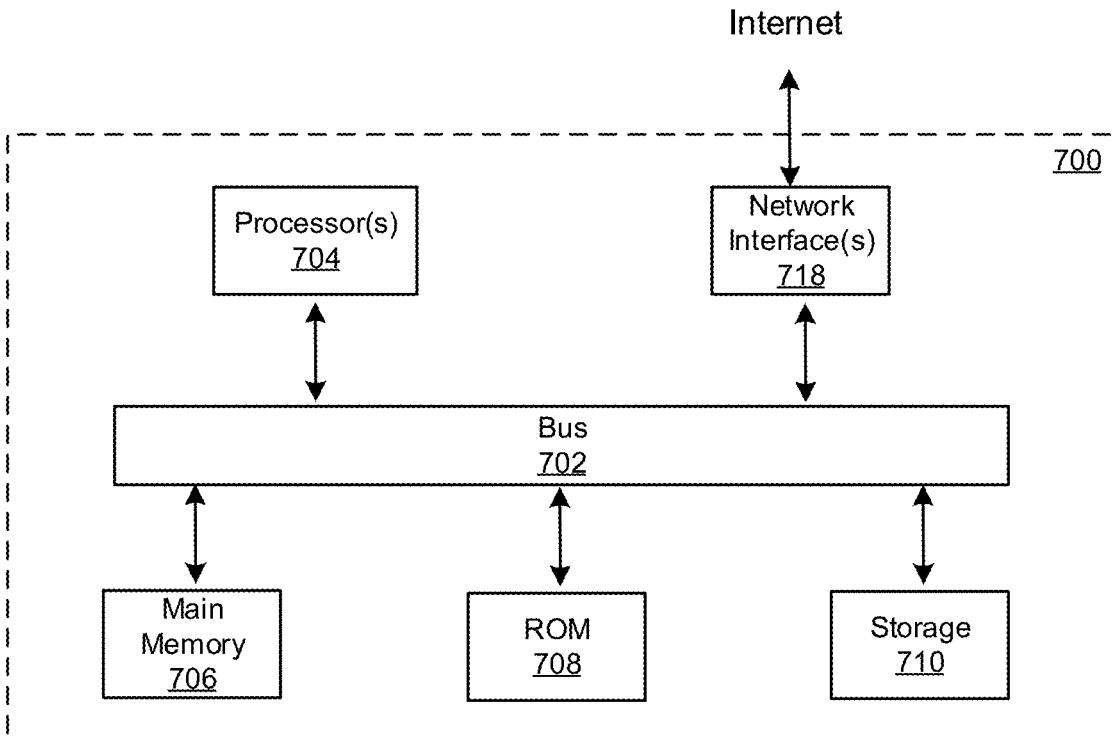 Internet
700
Processor(s)
704
Network
Interface(s)
718
Bus
702
Main
Memory
706
ROM
708
Storage
710